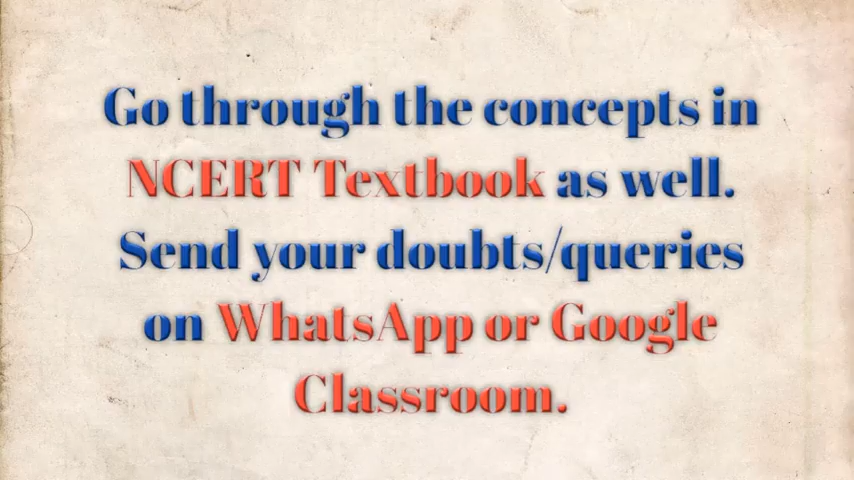 Go through the concepts in
NCERT Textbook as well.
Send your doubts/queries
on WhatsApp or Google
Classroom.